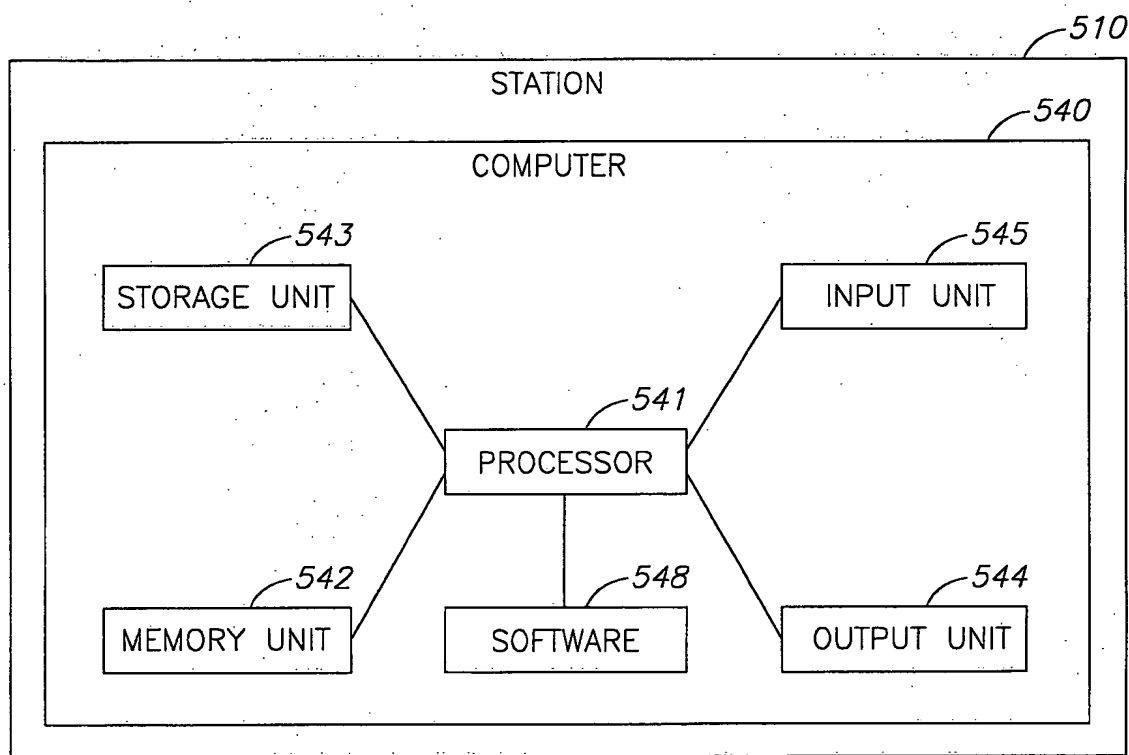 510
STATION
540
COMPUTER
543
545
STORAGE UNIT
INPUT UNIT
541
PROCESSOR
542
548
544
MEMORY UNIT
SOFTWARE
OUTPUT UNIT